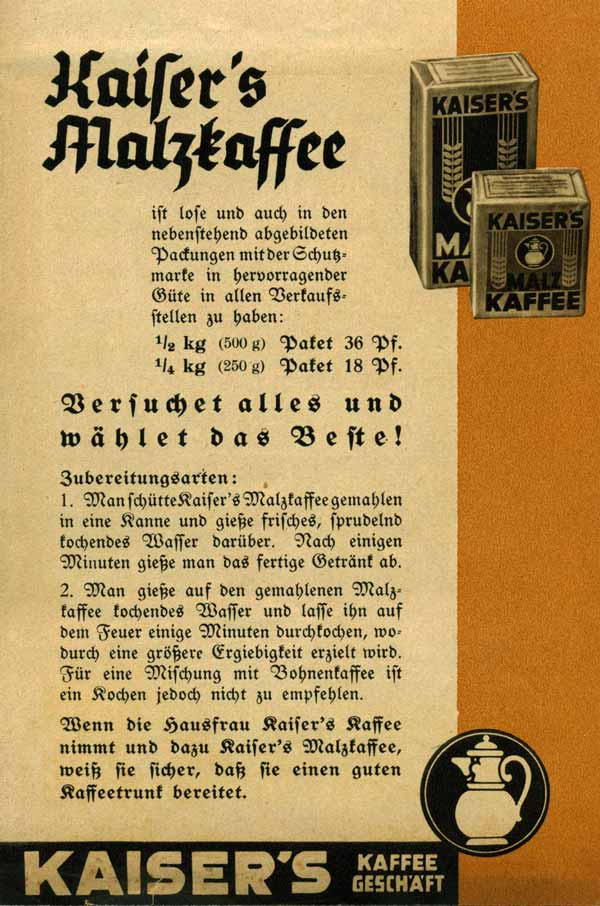 Kaiser's
Malzkaffee
ist lose und auch in den
nebenstehend abgebildeten
Packungen mit der Schutz-
marke in hervorragender
Güte in allen Verkaufs-
stellen zu haben:
1/2 kg (500 g) Paket 36 Pf.
1/4 kg (250 g) Paket 18 Pf.
Versuchet alles und
wählet das Beste!
Zubereitungsarten:
1. Man schütte Kaiser's Malzkaffee gemahlen
in eine Kanne und gieße frisches, sprudelnd
kochendes Wasser darüber. Nach einigen
Minuten gieße man das fertige Getränk ab.
2. Man gieße auf den gemahlenen Malz-
kaffee kochendes Wasser und lasse ihn auf
dem Feuer einige Minuten durchkochen, wo-
durch eine größere Ergiebigkeit erzielt wird.
Für eine Mischung mit Bohnenkaffee ist
ein Kochen jedoch nicht zu empfehlen.
Wenn die Hausfrau Kaiser's Kaffee
nimmt und dazu Kaiser's Malzkaffee,
weiß sie sicher, daß sie einen guten
Kaffeetrunk bereitet.
KAISER'S
MA
KA
KAISER'S
MALZ
KAFFEE
KAISER'S
KAFFEE
GESCHÄFT